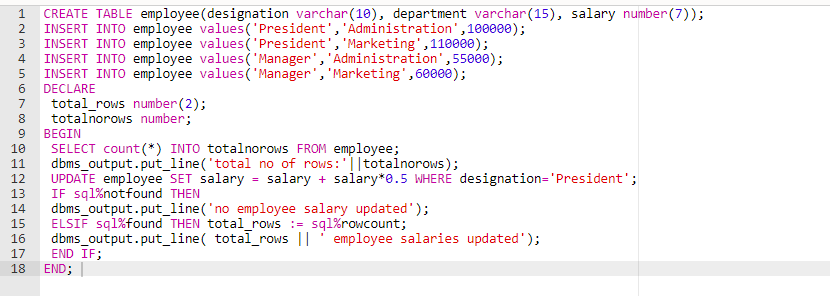 1 CREATE TABLE employee(designation varchar(10), department varchar(15), salary number(7));
2 INSERT INTO employee values('President','Administration',100000);
3 INSERT INTO employee values('President','Marketing',110000);
4 INSERT INTO employee values('Manager','Administration',55000);
5 INSERT INTO employee values('Manager','Marketing',60000);
6 DECLARE
7 total_rows number(2);
8 totalnorows number;
9 BEGIN
10 SELECT count(*) INTO totalnorows FROM employee;
11 dbms_output.put_line('total no of rows:'||totalnorows);
12 UPDATE employee SET salary = salary + salary*0.5 WHERE designation='President';
13 IF sql%notfound THEN
14 dbms_output.put_line('no employee salary updated');
15 ELSIF sql%found THEN total_rows := sql%rowcount;
16 dbms_output.put_line( total_rows || ' employee salaries updated');
17 END IF;
18 END;